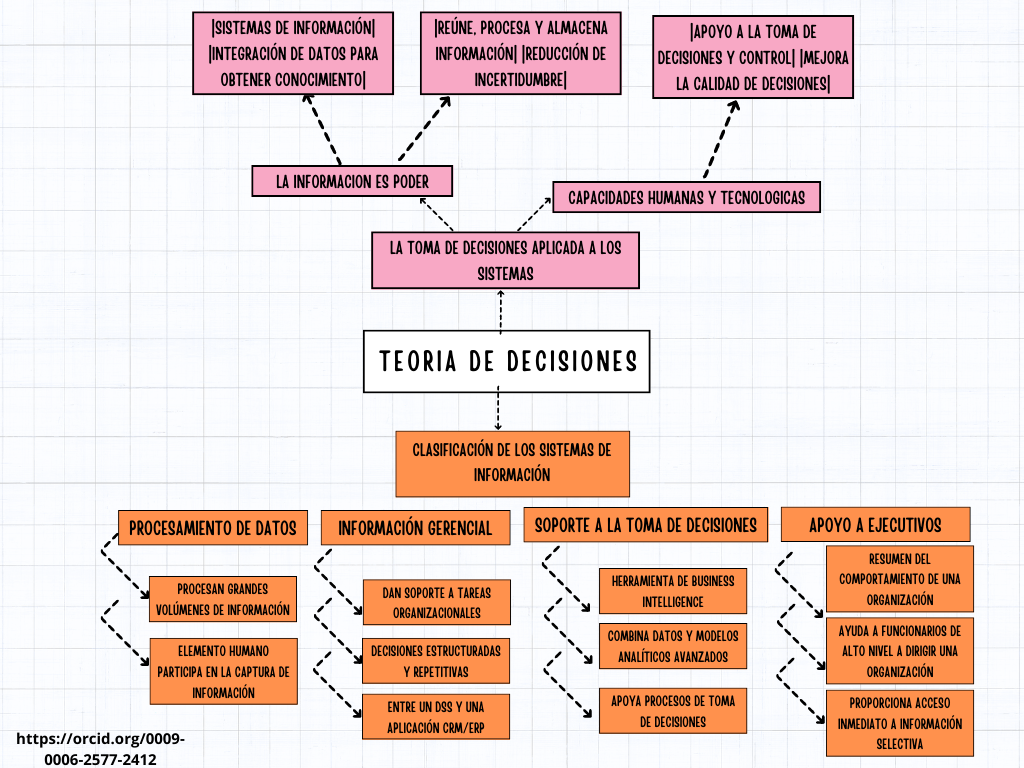 |SISTEMAS DE INFORMACIÓN|
|INTEGRACIÓN DE DATOS PARA
OBTENER CONOCIMIENTO|
|REÚNE, PROCESA Y ALMACENA
INFORMACIÓN| |REDUCCIÓN DE
INCERTIDUMBRE|
|APOYO A LA TOMA DE
DECISIONES Y CONTROL| |MEJORA
LA CALIDAD DE DECISIONES|
LA INFORMACION ES PODER
CAPACIDADES HUMANAS Y TECNOLOGICAS
LA TOMA DE DECISIONES APLICADA A LOS
SISTEMAS
TEORIA DE DECISIONES
CLASIFICACIÓN DE LOS SISTEMAS DE
INFORMACIÓN
PROCESAMIENTO DE DATOS
PROCESAN GRANDES
VOLÚMENES DE INFORMACIÓN
ELEMENTO HUMANO
PARTICIPA EN LA CAPTURA DE
INFORMACIÓN
INFORMACIÓN GERENCIAL
DAN SOPORTE A TAREAS
ORGANIZACIONALES
DECISIONES ESTRUCTURADAS
Y REPETITIVAS
ENTRE UN DSS Y UNA
APLICACIÓN CRM/ERP
SOPORTE A LA TOMA DE DECISIONES
HERRAMIENTA DE BUSINESS
INTELLIGENCE
COMBINA DATOS Y MODELOS
ANALÍTICOS AVANZADOS
APOYA PROCESOS DE TOMA
DE DECISIONES
APOYO A EJECUTIVOS
RESUMEN DEL
COMPORTAMIENTO DE UNA
ORGANIZACIÓN
AYUDA A FUNCIONARIOS DE
ALTO NIVEL A DIRIGIR UNA
ORGANIZACIÓN
PROPORCIONA ACCESO
INMEDIATO A INFORMACIÓN
SELECTIVA
https://orcid.org/0009-
0006-2577-2412